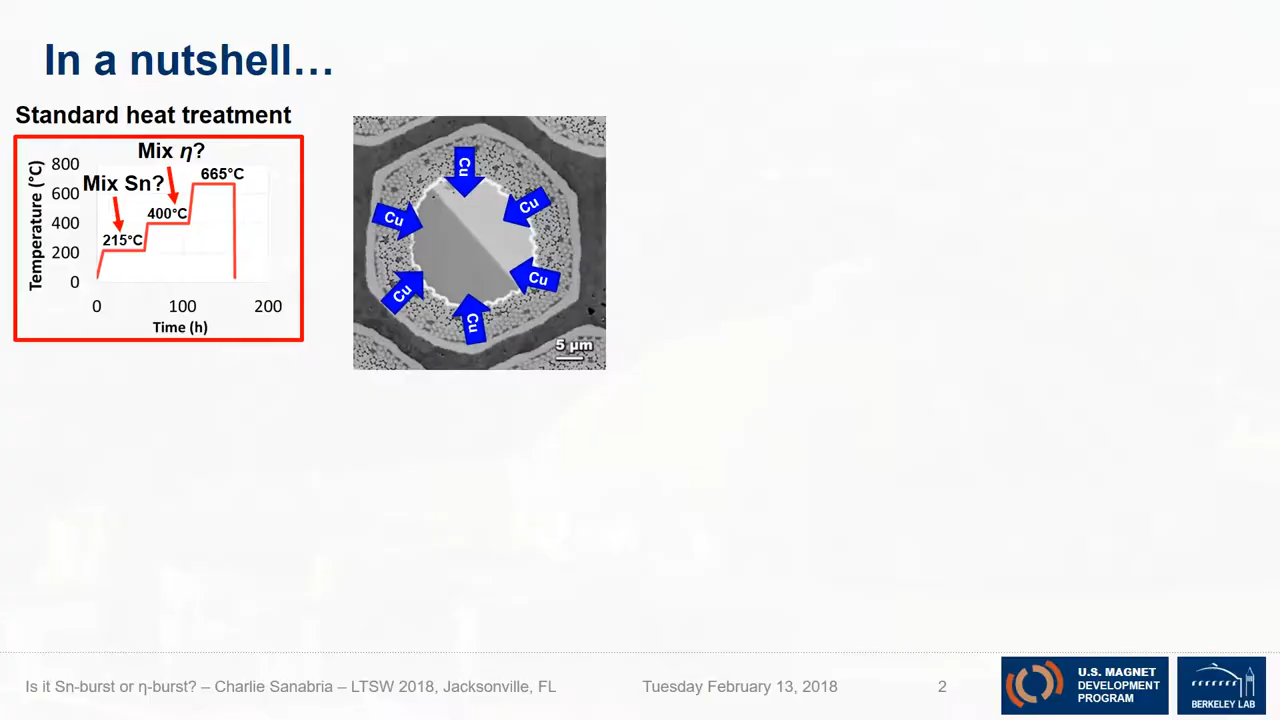 In a nutshell…
Standard heat treatment
Mix η?
Mix Sn?
Temperature (°C)
800
600
400
200
0
665°C
400°C
215°C
0 100 200
Time (h)
Cu
Cu
Cu
Cu
Cu
Cu
5 µm
Is it Sn-burst or η-burst? – Charlie Sanabria – LTSW 2018, Jacksonville, FL
Tuesday February 13, 2018
2
U.S. MAGNET
DEVELOPMENT
PROGRAM
BERKELEY LAB